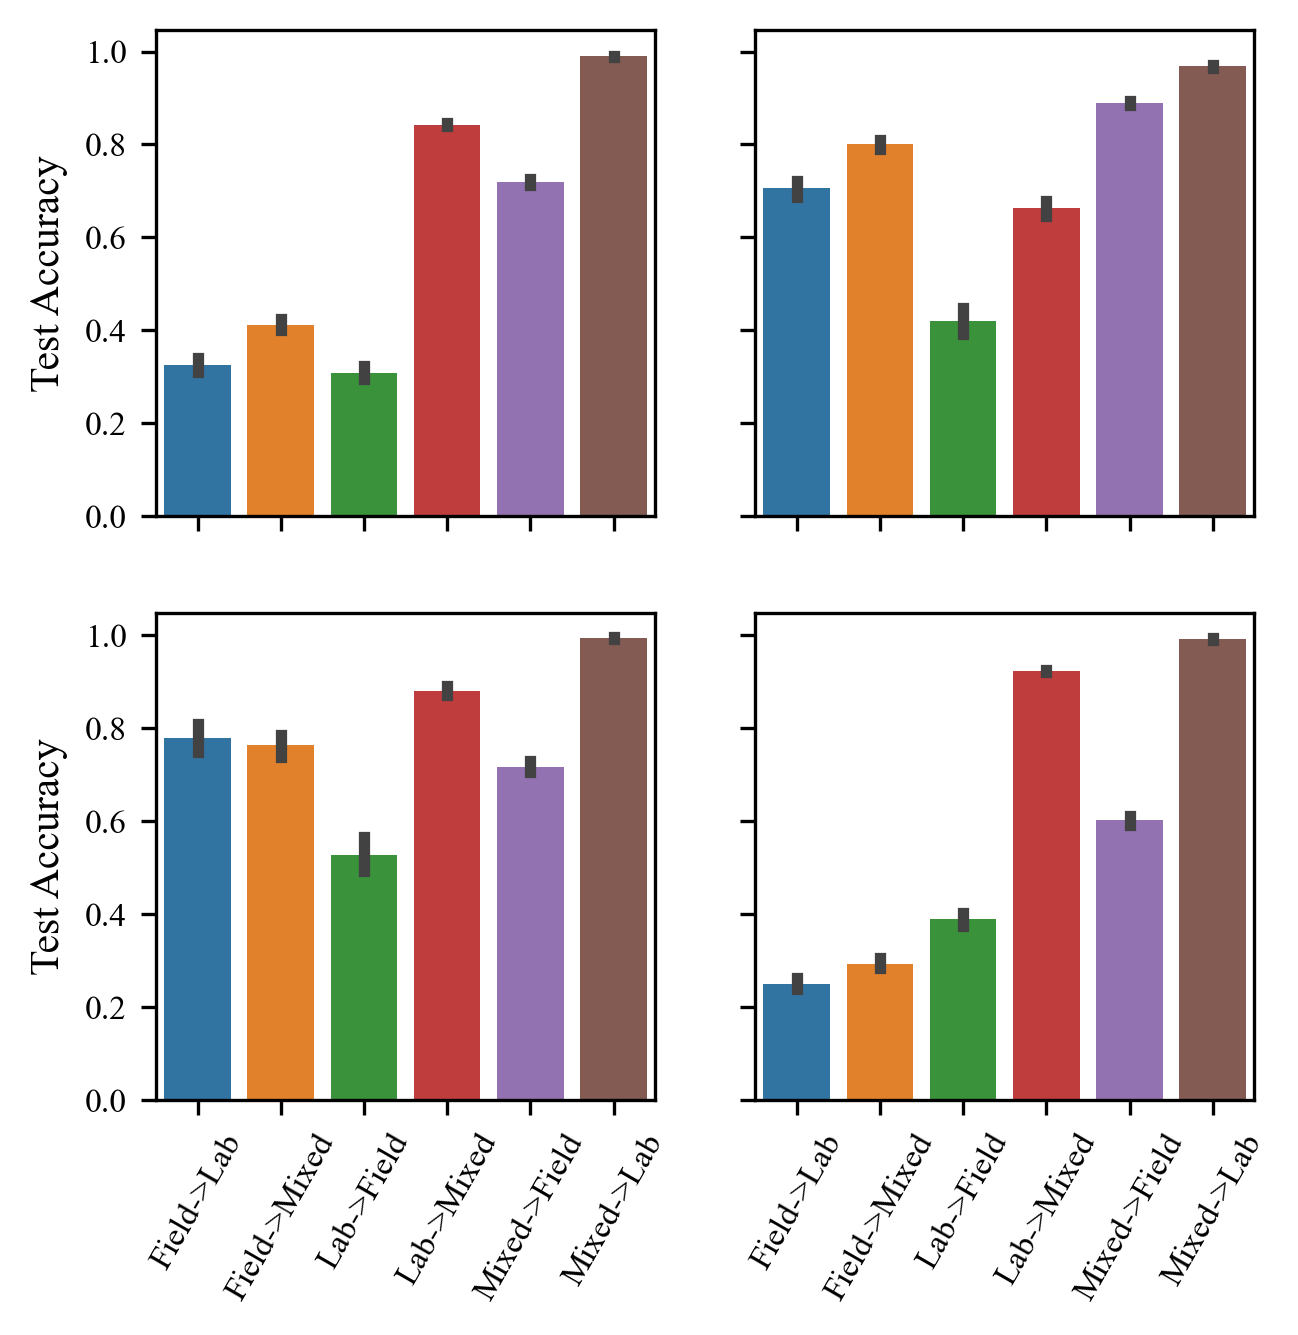 Test Accuracy
1.0
0.8
0.6
0.4
0.2
0.0
Test Accuracy
1.0
0.8
0.6
0.4
0.2
0.0
Field->Lab
Field->Mixed
Lab->Field
Lab->Mixed
Mixed->Field
Mixed->Lab
Field->Lab
Field->Mixed
Lab->Field
Lab->Mixed
Mixed->Field
Mixed->Lab